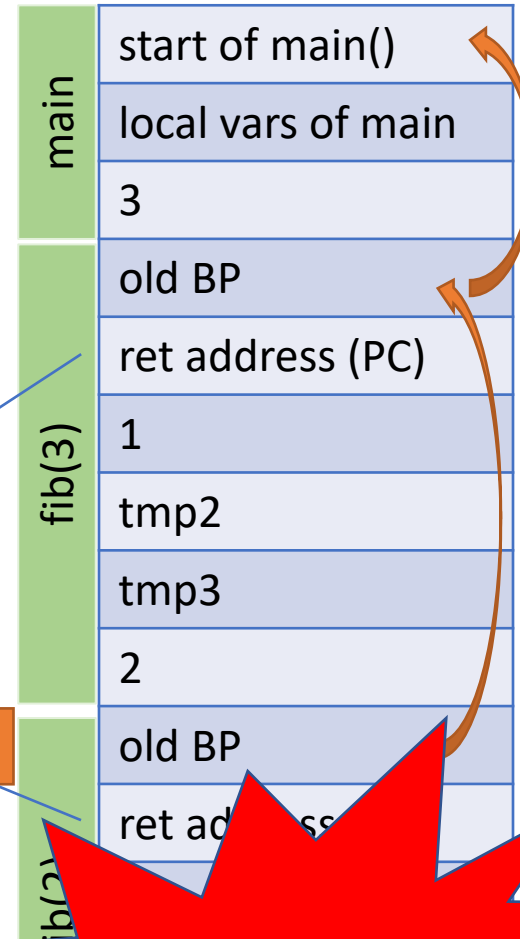 main
start of main()
local vars of main
3
fib(3)
old BP
ret address (PC)
1
tmp2
tmp3
2
old BP
ret